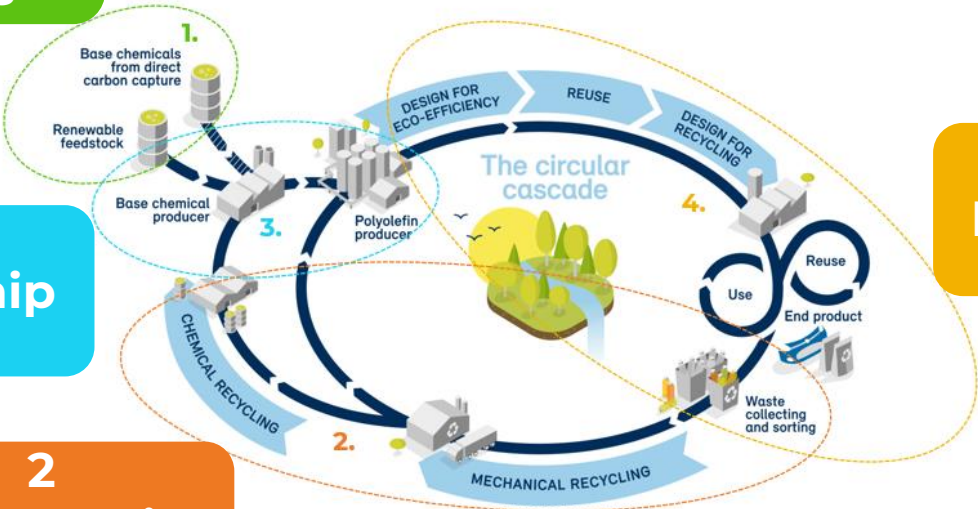 1.
Base chemicals
from direct
carbon capture
Renewable
feedstock
Base chemical
producer
3.
Polyolefin
producer
DESIGN FOR
ECO-EFFICIENCY
REUSE
DESIGN FOR
RECYCLING
The circular
cascade
4.
Use
Reuse
End product
Waste
collecting
and sorting
MECHANICAL RECYCLING
2.
CHEMICAL RECYCLING
2